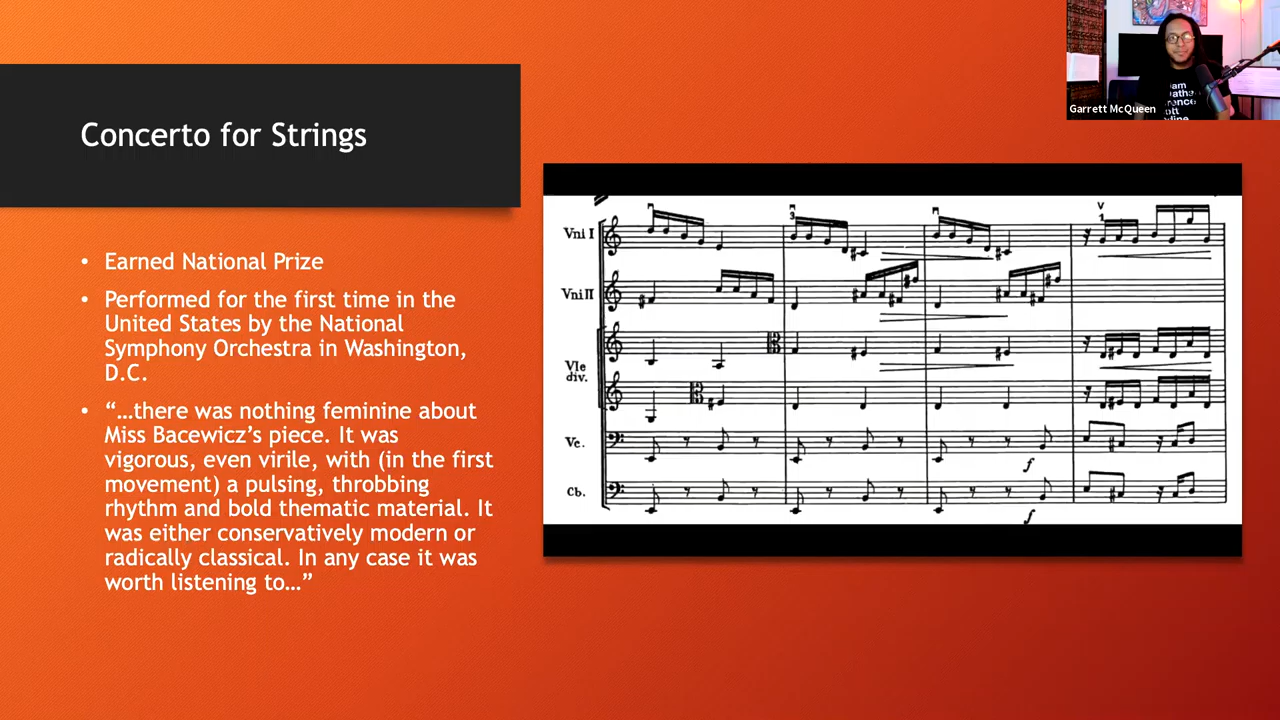 Garrett McQueen
Concerto for Strings
• Earned National Prize
• Performed for the first time in the
United States by the National
Symphony Orchestra in Washington,
D.C.
• “…there was nothing feminine about
Miss Bacewicz’s piece. It was
vigorous, even virile, with (in the first
movement) a pulsing, throbbing
rhythm and bold thematic material. It
was either conservatively modern or
radically classical. In any case it was
worth listening to…”
Vni I
3
1
Vni II
Vle
div.
Vc.
f
Cb.
f